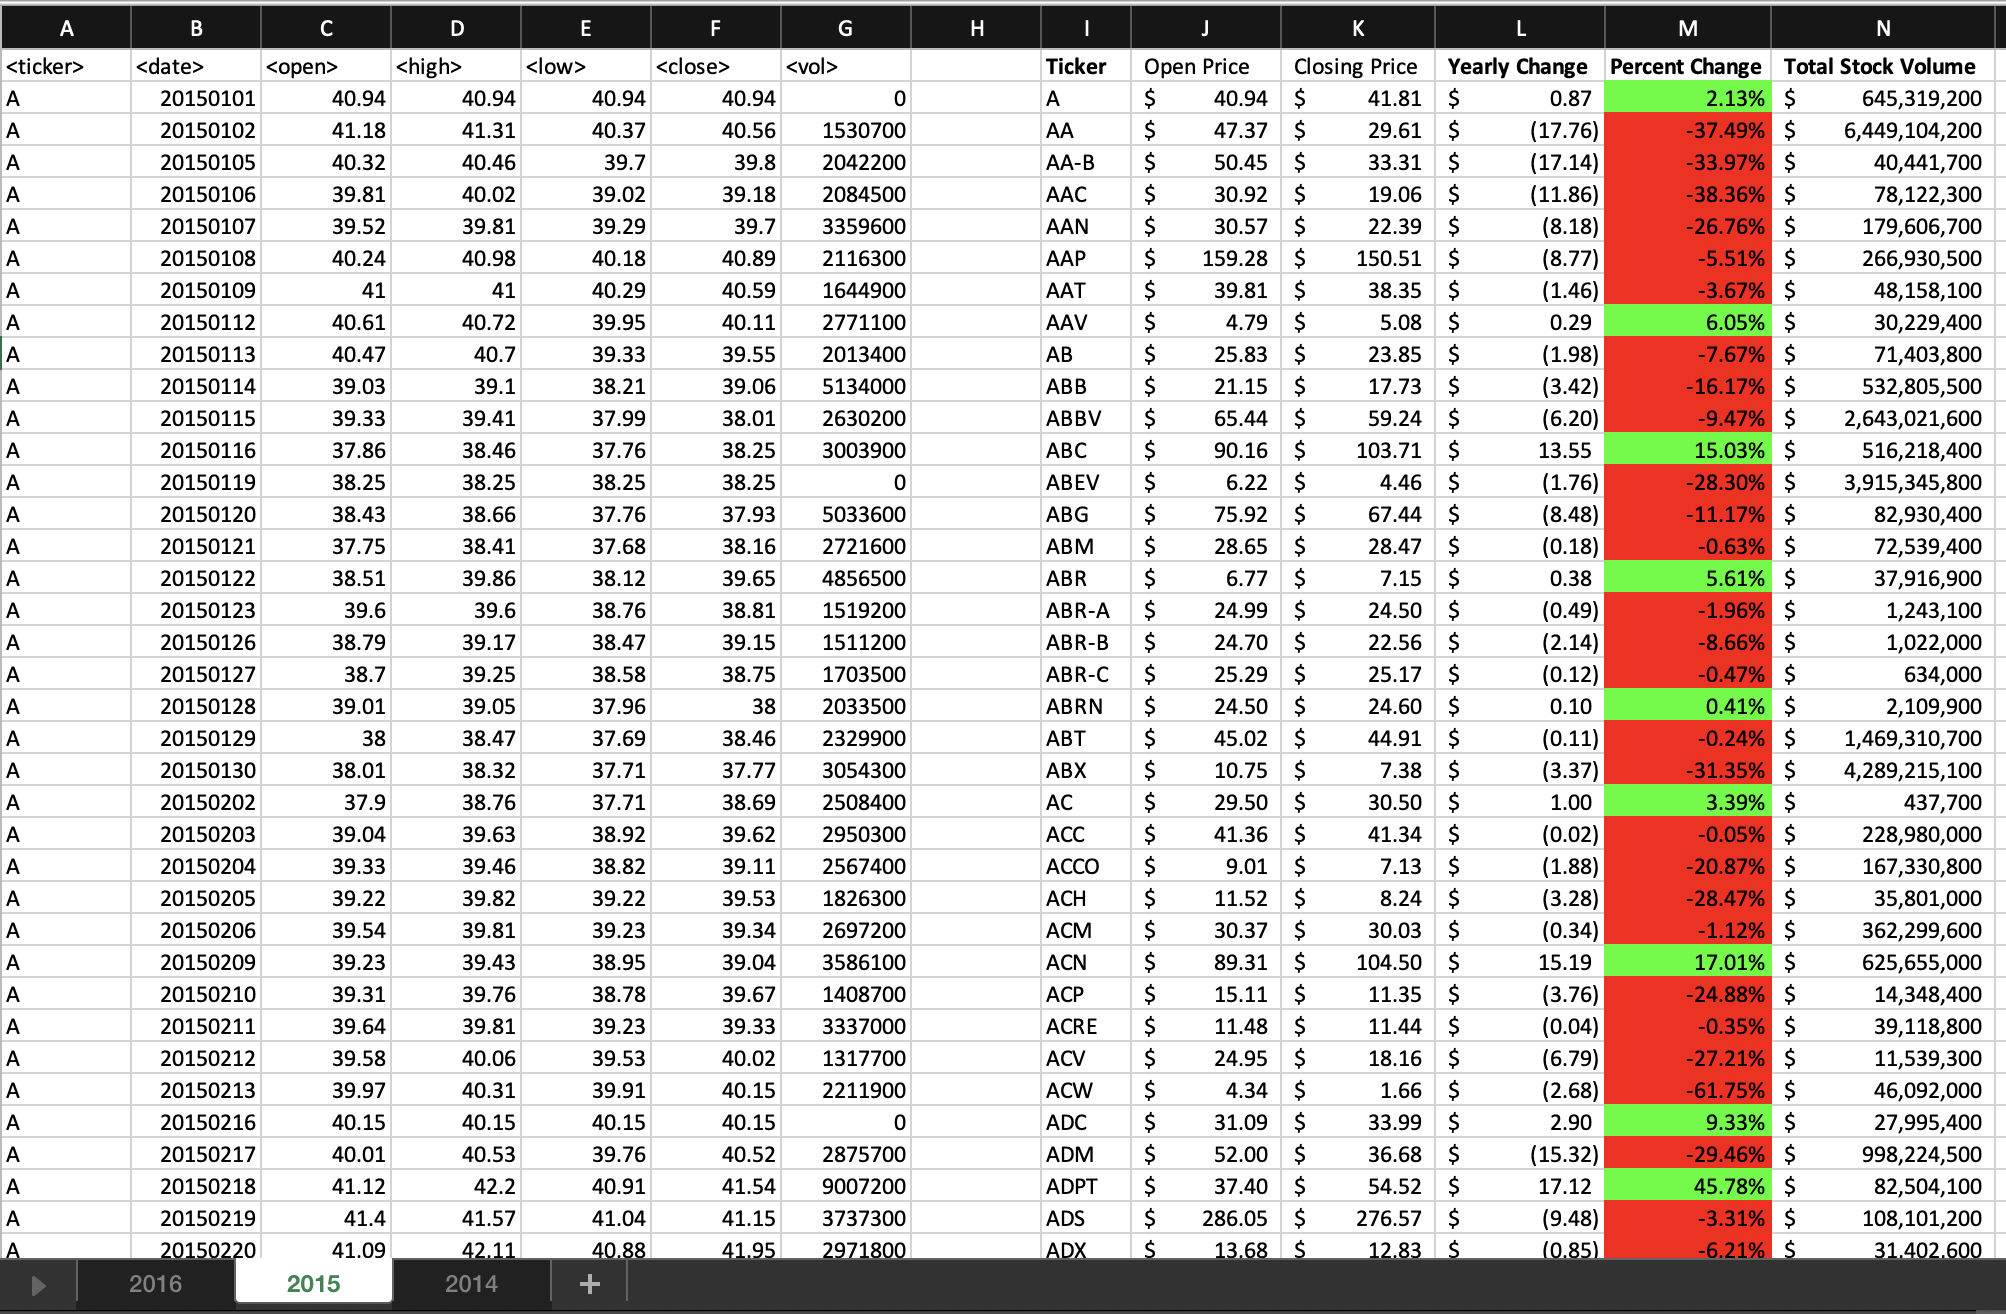 A B C D E F G H I J K L M N
<ticker> <date> <open> <high> <low> <close> <vol> Ticker Open Price Closing Price Yearly Change Percent Change Total Stock Volume
A 20150101 40.94 40.94 40.94 40.94 0 A $ 40.94 $ 41.81 $ 0.87 2.13% $ 645,319,200
A 20150102 41.18 41.31 40.37 40.56 1530700 AA $ 47.37 $ 29.61 $ (17.76) -37.49% $ 6,449,104,200
A 20150105 40.32 40.46 39.7 39.8 2042200 AA-B $ 50.45 $ 33.31 $ (17.14) -33.97% $ 40,441,700
A 20150106 39.81 40.02 39.02 39.18 2084500 AAC $ 30.92 $ 19.06 $ (11.86) -38.36% $ 78,122,300
A 20150107 39.52 39.81 39.29 39.7 3359600 AAN $ 30.57 $ 22.39 $ (8.18) -26.76% $ 179,606,700
A 20150108 40.24 40.98 40.18 40.89 2116300 AAP $ 159.28 $ 150.51 $ (8.77) -5.51% $ 266,930,500
A 20150109 41 41 40.29 40.59 1644900 AAT $ 39.81 $ 38.35 $ (1.46) -3.67% $ 48,158,100
A 20150112 40.61 40.72 39.95 40.11 2771100 AAV $ 4.79 $ 5.08 $ 0.29 6.05% $ 30,229,400
A 20150113 40.47 40.7 39.33 39.55 2013400 AB $ 25.83 $ 23.85 $ (1.98) -7.67% $ 71,403,800
A 20150114 39.03 39.1 38.21 39.06 5134000 ABB $ 21.15 $ 17.73 $ (3.42) -16.17% $ 532,805,500
A 20150115 39.33 39.41 37.99 38.01 2630200 ABBV $ 65.44 $ 59.24 $ (6.20) -9.47% $ 2,643,021,600
A 20150116 37.86 38.46 37.76 38.25 3003900 ABC $ 90.16 $ 103.71 $ 13.55 15.03% $ 516,218,400
A 20150119 38.25 38.25 38.25 38.25 0 ABEV $ 6.22 $ 4.46 $ (1.76) -28.30% $ 3,915,345,800
A 20150120 38.43 38.66 37.76 37.93 5033600 ABG $ 75.92 $ 67.44 $ (8.48) -11.17% $ 82,930,400
A 20150121 37.75 38.41 37.68 38.16 2721600 ABM $ 28.65 $ 28.47 $ (0.18) -0.63% $ 72,539,400
A 20150122 38.51 39.86 38.12 39.65 4856500 ABR $ 6.77 $ 7.15 $ 0.38 5.61% $ 37,916,900
A 20150123 39.6 39.6 38.76 38.81 1519200 ABR-A $ 24.99 $ 24.50 $ (0.49) -1.96% $ 1,243,100
A 20150126 38.79 39.17 38.47 39.15 1511200 ABR-B $ 24.70 $ 22.56 $ (2.14) -8.66% $ 1,022,000
A 20150127 38.7 39.25 38.58 38.75 1703500 ABR-C $ 25.29 $ 25.17 $ (0.12) -0.47% $ 634,000
A 20150128 39.01 39.05 37.96 38 2033500 ABRN $ 24.50 $ 24.60 $ 0.10 0.41% $ 2,109,900
A 20150129 38 38.47 37.69 38.46 2329900 ABT $ 45.02 $ 44.91 $ (0.11) -0.24% $ 1,469,310,700
A 20150130 38.01 38.32 37.71 37.77 3054300 ABX $ 10.75 $ 7.38 $ (3.37) -31.35% $ 4,289,215,100
A 20150202 37.9 38.76 37.71 38.69 2508400 AC $ 29.50 $ 30.50 $ 1.00 3.39% $ 437,700
A 20150203 39.04 39.63 38.92 39.62 2950300 ACC $ 41.36 $ 41.34 $ (0.02) -0.05% $ 228,980,000
A 20150204 39.33 39.46 38.82 39.11 2567400 ACCO $ 9.01 $ 7.13 $ (1.88) -20.87% $ 167,330,800
A 20150205 39.22 39.82 39.22 39.53 1826300 ACH $ 11.52 $ 8.24 $ (3.28) -28.47% $ 35,801,000
A 20150206 39.54 39.81 39.23 39.34 2697200 ACM $ 30.37 $ 30.03 $ (0.34) -1.12% $ 362,299,600
A 20150209 39.23 39.43 38.95 39.04 3586100 ACN $ 89.31 $ 104.50 $ 15.19 17.01% $ 625,655,000
A 20150210 39.31 39.76 38.78 39.67 1408700 ACP $ 15.11 $ 11.35 $ (3.76) -24.88% $ 14,348,400
A 20150211 39.64 39.81 39.23 39.33 3337000 ACRE $ 11.48 $ 11.44 $ (0.04) -0.35% $ 39,118,800
A 20150212 39.58 40.06 39.53 40.02 1317700 ACV $ 24.95 $ 18.16 $ (6.79) -27.21% $ 11,539,300
A 20150213 39.97 40.31 39.91 40.15 2211900 ACW $ 4.34 $ 1.66 $ (2.68) -61.75% $ 46,092,000
A 20150216 40.15 40.15 40.15 40.15 0 ADC $ 31.09 $ 33.99 $ 2.90 9.33% $ 27,995,400
A 20150217 40.01 40.53 39.76 40.52 2875700 ADM $ 52.00 $ 36.68 $ (15.32) -29.46% $ 998,224,500
A 20150218 41.12 42.2 40.91 41.54 9007200 ADPT $ 37.40 $ 54.52 $ 17.12 45.78% $ 82,504,100
A 20150219 41.4 41.57 41.04 41.15 3737300 ADS $ 286.05 $ 276.57 $ (9.48) -3.31% $ 108,101,200
A 20150220 41.09 42.11 40.88 41.95 2971800 ADX $ 13.68 $ 12.83 $ (0.85) -6.21% $ 31,402,600
2016 2015 2014 +